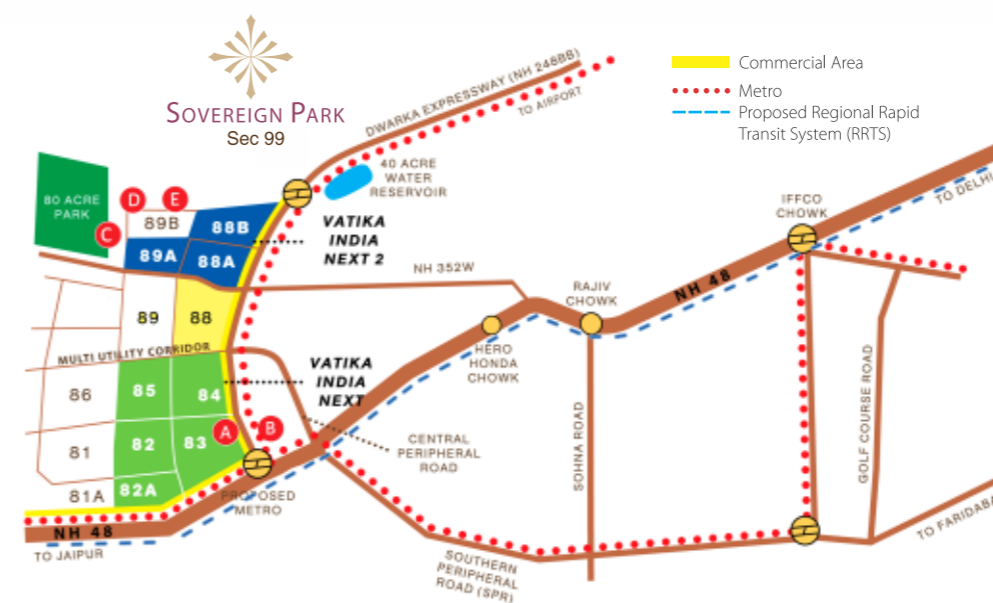 SOVEREIGN PARK
Sec 99
DWARKA EXPRESSWAY (NH 248BB)
TO AIRPORT
Commercial Area
Metro
Proposed Regional Rapid
Transit System (RRTS)
40 ACRE
WATER
RESERVOIR
80 ACRE
PARK
D
E
C
89B
88B
89A
88A
VATIKA
INDIA
NEXT 2
IFFCO
CHOWK
TO DELHI
NH 352W
RAJIV
CHOWK
NH 48
89
88
HERO
HONDA
CHOWK
MULTI UTILITY CORRIDOR
VATIKA
INDIA
NEXT
86
85
84
GOLF COURSE ROAD
81
82
83
A
B
CENTRAL
PERIPHERAL
ROAD
SOHNA ROAD
81A
82A
PROPOSED
METRO
NH 48
TO JAIPUR
SOUTHERN
PERIPHERAL
ROAD (SPR)
TO FARIDABA